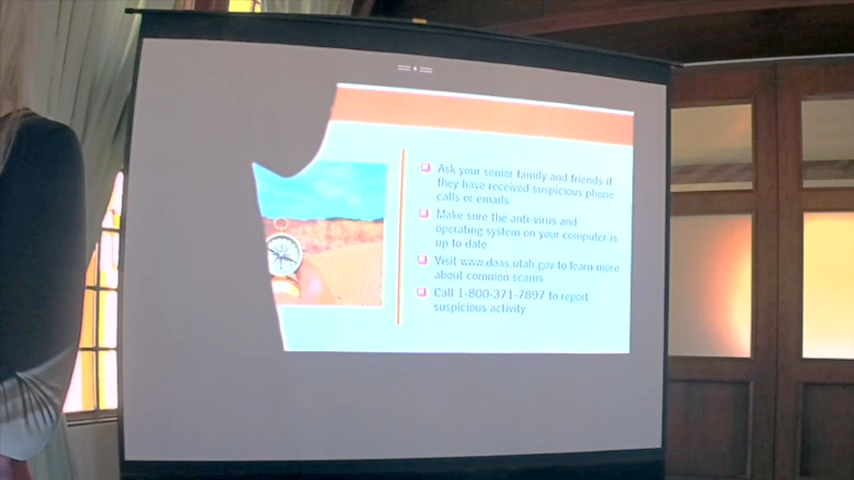 Ask your senior family and friends if
they have received suspicious phone
calls or emails
Make sure the anti-virus and
operating system on your computer is
up to date
Visit www.daas.utah.gov to learn more
about common scams
Call 1-800-371-7897 to report
suspicious activity